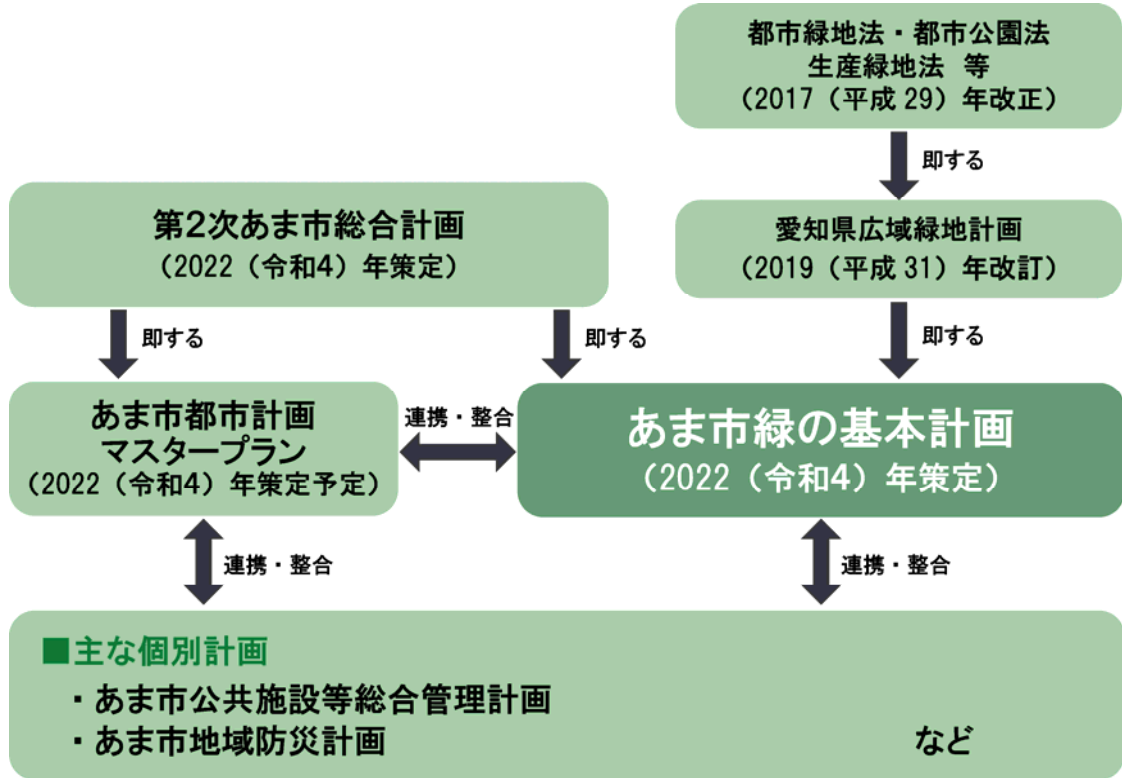 都市緑地法・都市公園法
生産緑地法 等
（2017（平成 29）年改正）
即する
第2次あま市総合計画
（2022（令和4）年策定）
愛知県広域緑地計画
（2019（平成 31）年改訂）
即する
即する
即する
あま市都市計画
マスタープラン
（2022（令和4）年策定予定）
連携・整合
あま市緑の基本計画
（2022（令和4）年策定）
連携・整合
連携・整合
■主な個別計画
・あま市公共施設等総合管理計画
・あま市地域防災計画 など